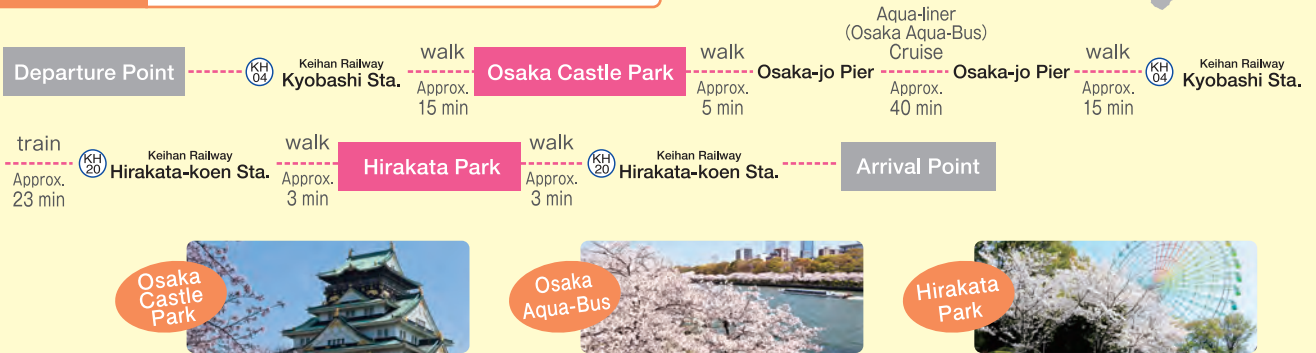 Departure Point
KH
04
Keihan Railway
Kyobashi Sta.
walk
Approx.
15 min
Osaka Castle Park
walk
Approx.
5 min
Osaka-jo Pier
Aqua-liner
(Osaka Aqua-Bus)
Cruise
Approx.
40 min
Osaka-jo Pier
walk
Approx.
15 min
KH
04
Keihan Railway
Kyobashi Sta.
train
Approx.
23 min
KH
20
Keihan Railway
Hirakata-koen Sta.
walk
Approx.
3 min
Hirakata Park
walk
Approx.
3 min
KH
20
Keihan Railway
Hirakata-koen Sta.
Arrival Point
Osaka
Castle
Park
Osaka
Aqua-Bus
Hirakata
Park